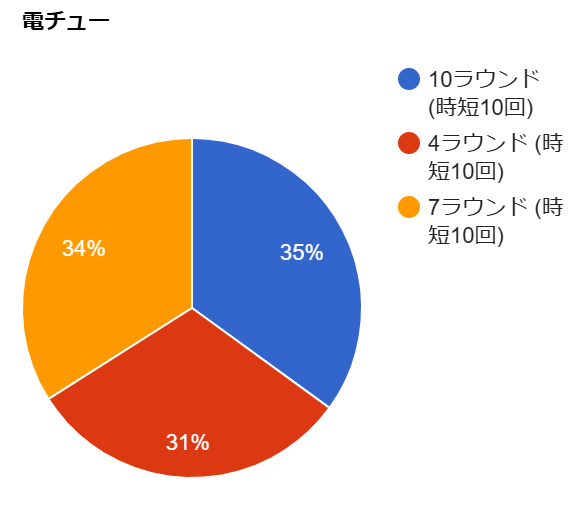 電チュー
10ラウンド
(時短10回)
4ラウンド (時
短10回)
7ラウンド (時
短10回)
34%
35%
31%